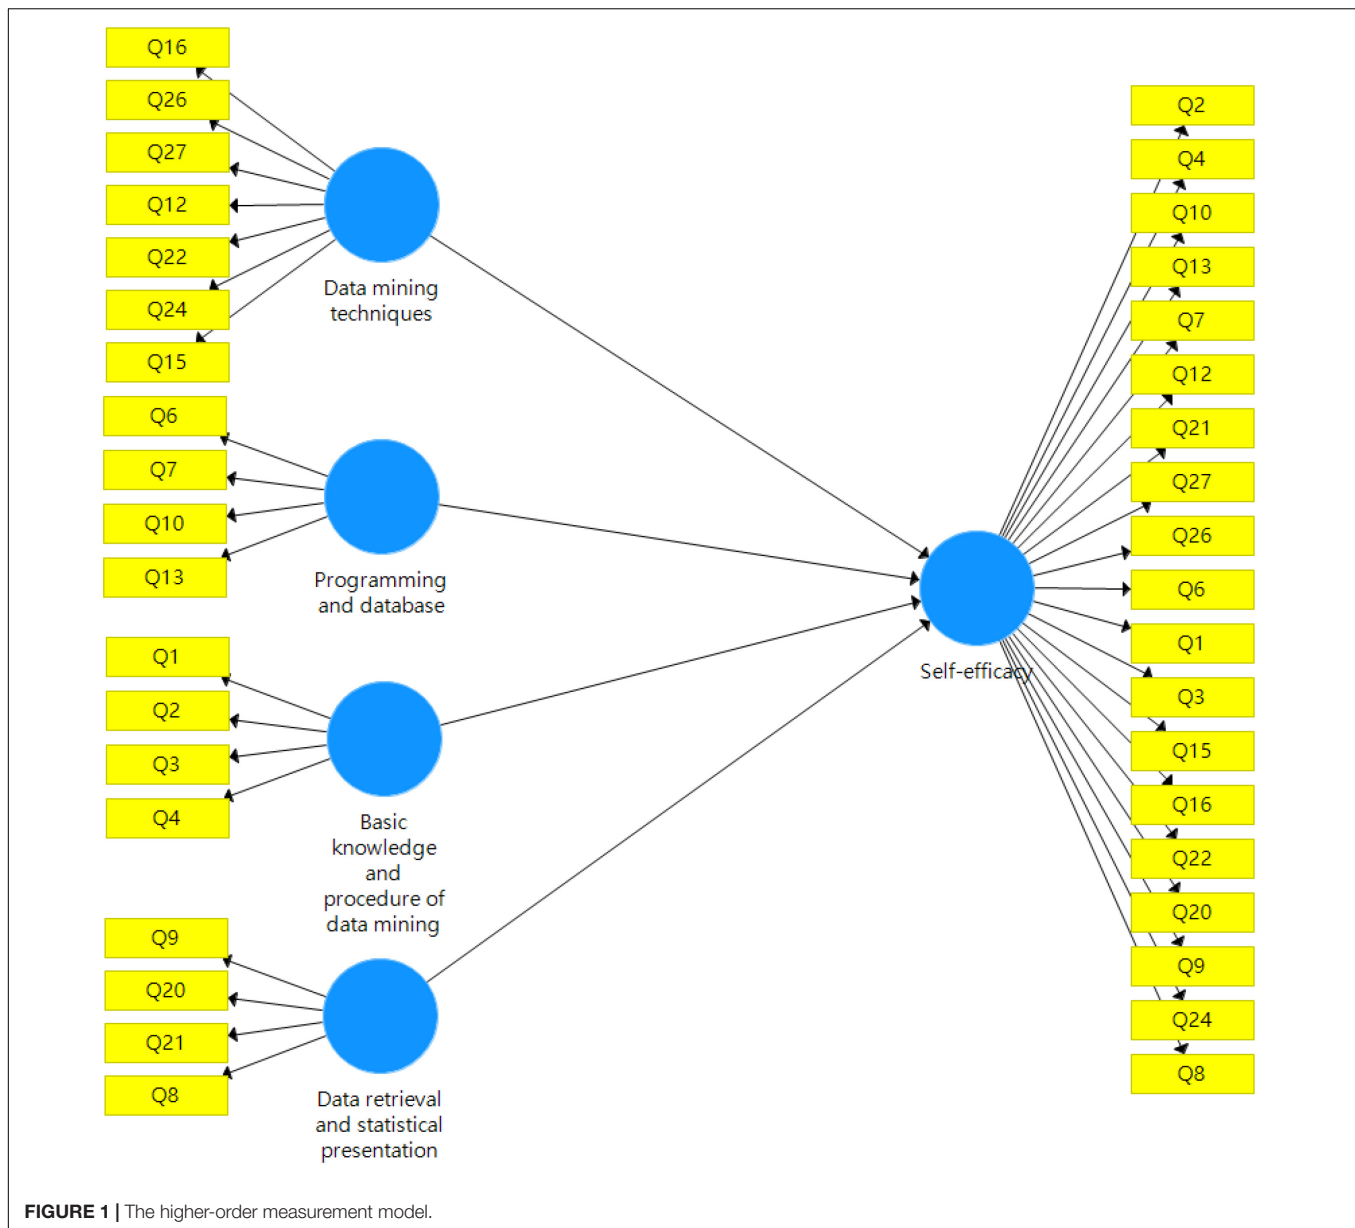 Q16
Q26
Q27
Q12
Q22
Q24
Q15
Data mining
techniques
Q6
Q7
Q10
Q13
Programming
and database
Q1
Q2
Q3
Q4
Basic
knowledge
and
procedure of
data mining
Q9
Q20
Q21
Q8
Data retrieval
and statistical
presentation
Self-efficacy
Q2
Q4
Q10
Q13
Q7
Q12
Q21
Q27
Q26
Q6
Q1
Q3
Q15
Q16
Q22
Q20
Q9
Q24
Q8
FIGURE 1 | The higher-order measurement model.